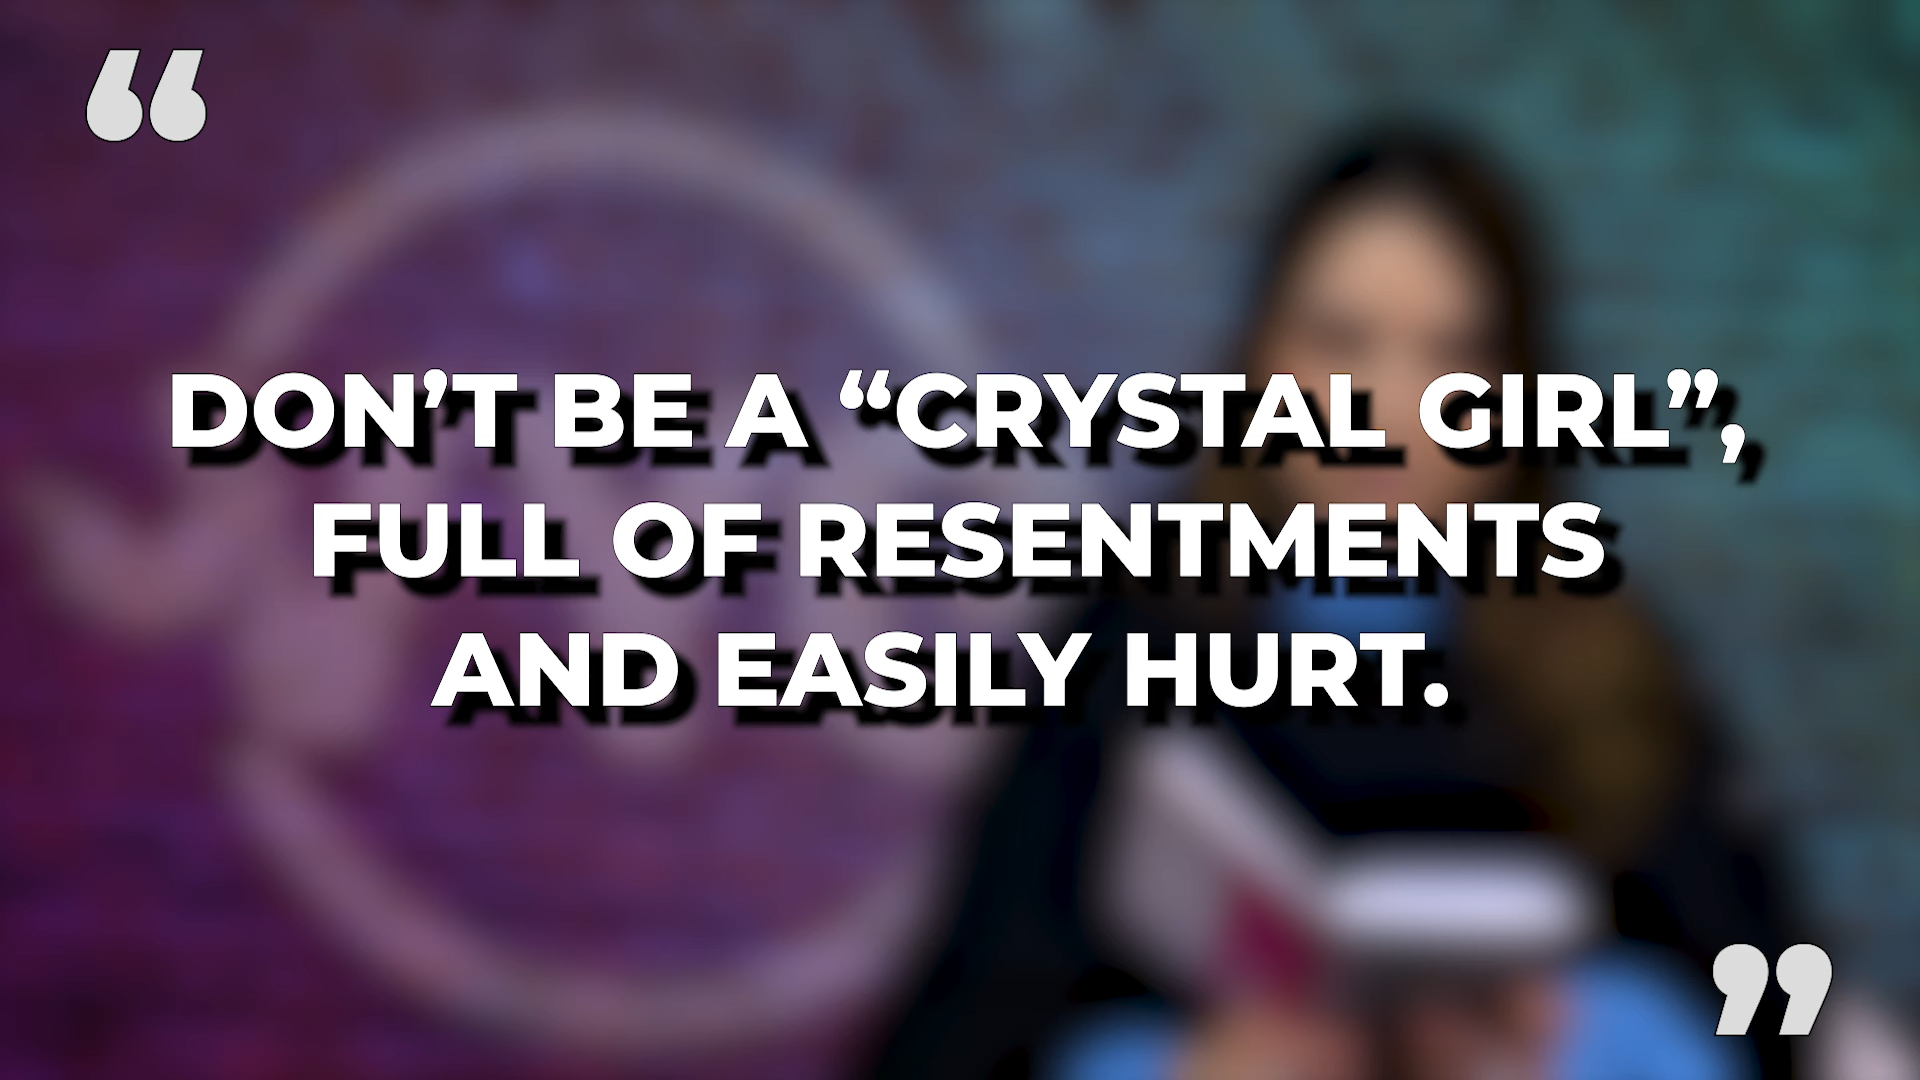 “
DON’T BE A “CRYSTAL GIRL”,
FULL OF RESENTMENTS
AND EASILY HURT.
”